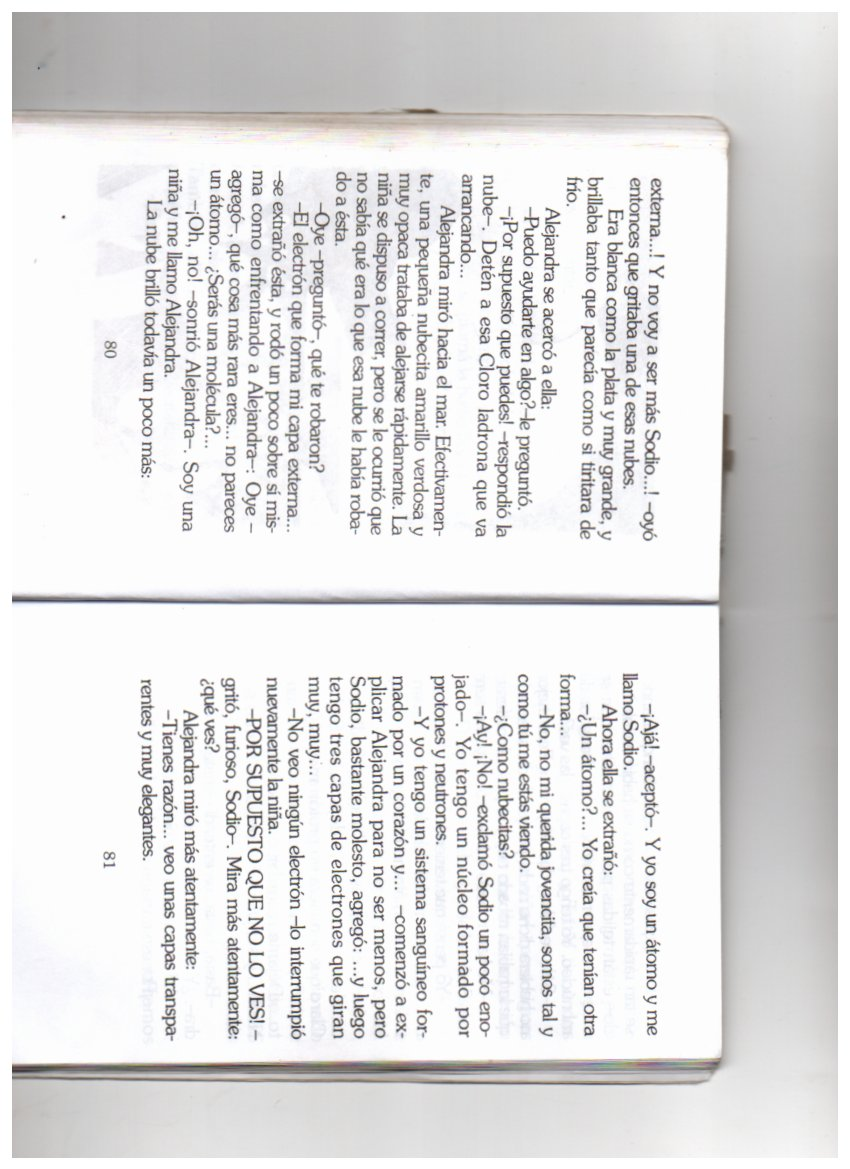 externa...! Y no voy a ser más Sodio...! –oyó
entonces que gritaba una de esas nubes.
Era blanca como la plata y muy grande, y
brillaba tanto que parecía como si tiritara de
frío.
Alejandra se acercó a ella:
–Puedo ayudarte en algo?–le preguntó.
–¡Por supuesto que puedes! –respondió la
nube–. Detén a esa Cloro ladrona que va
arrancando...
Alejandra miró hacia el mar. Efectivamen-
te, una pequeña nubecita amarillo verdosa y
muy opaca trataba de alejarse rápidamente. La
niña se dispuso a correr, pero se le ocurrió que
no sabía qué era lo que esa nube le había roba-
do a ésta.
–Oye –preguntó–, qué te robaron?
–El electrón que forma mi capa externa...
–se extrañó ésta, y rodó un poco sobre sí mis-
ma como enfrentando a Alejandra–: Oye –
agregó–, qué cosa más rara eres... no pareces
un átomo... ¿Serás una molécula?...
–¡Oh, no! –sonrió Alejandra–. Soy una
niña y me llamo Alejandra.
La nube brilló todavía un poco más:
80
–¡Ajá! –aceptó–. Y yo soy un átomo y me
llamo Sodio.
Ahora ella se extrañó:
–¿Un átomo?... Yo creía que tenían otra
forma...
–No, no mi querida jovencita, somos tal y
como tú me estás viendo.
–¿Como nubecitas?
–¡Ay! ¡No! –exclamó Sodio un poco eno-
jado–. Yo tengo un núcleo formado por
protones y neutrones.
–Y yo tengo un sistema sanguíneo for-
mado por un corazón y... –comenzó a ex-
plicar Alejandra para no ser menos, pero
Sodio, bastante molesto, agregó: ...y luego
tengo tres capas de electrones que giran
muy, muy...
–No veo ningún electrón –lo interrumpió
nuevamente la niña.
–POR SUPUESTO QUE NO LO VES! –
gritó, furioso, Sodio–. Mira más atentamente:
¿qué ves?
Alejandra miró más atentamente:
–Tienes razón... veo unas capas transpa-
rentes y muy elegantes.
81